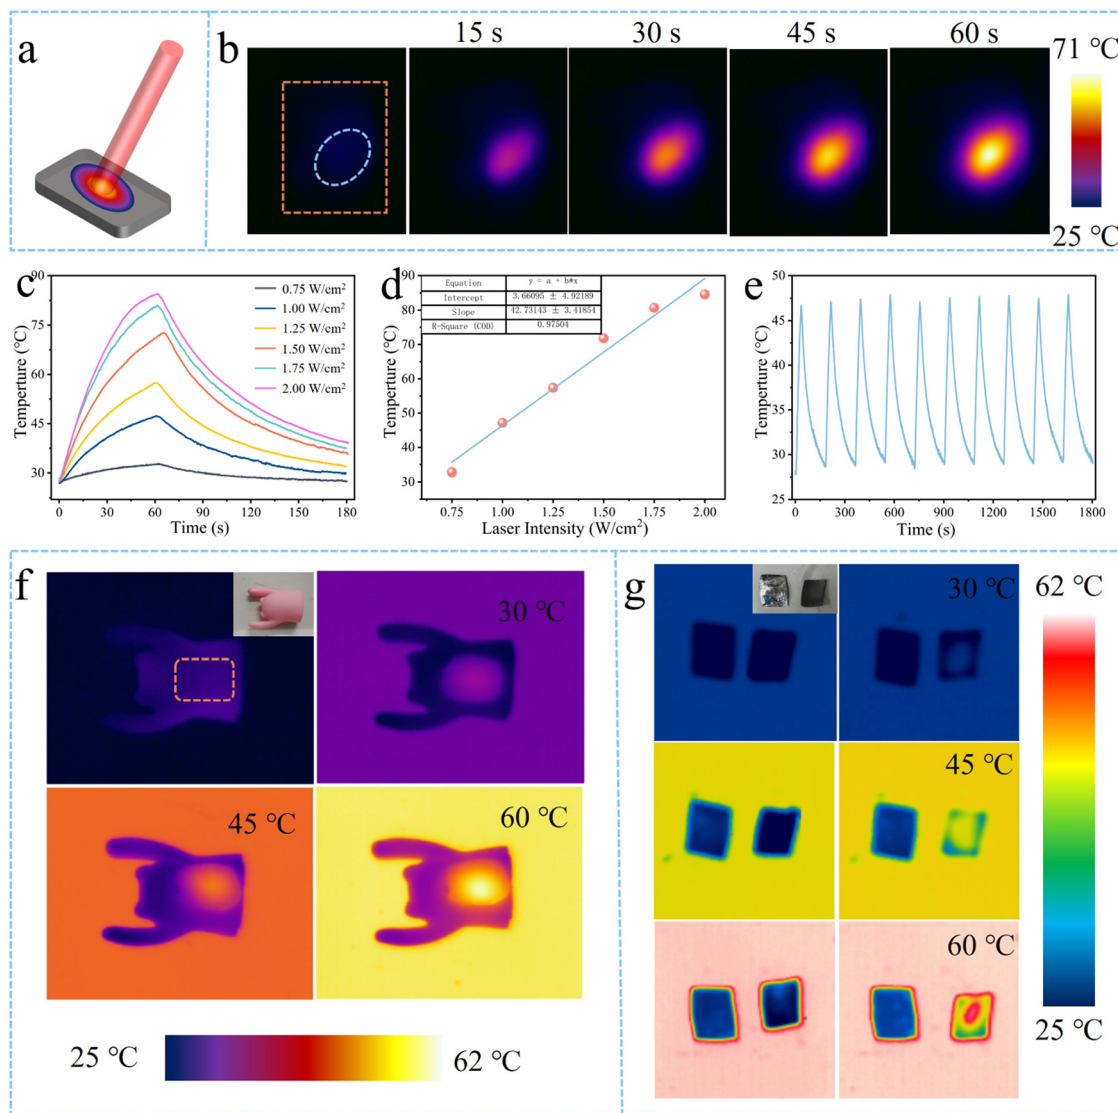 a
b
15 s
30 s
45 s
60 s
71 °C
25 °C
c
Temperture (°C)
90
75
60
45
30
0.75 W/cm²
1.00 W/cm²
1.25 W/cm²
1.50 W/cm²
1.75 W/cm²
2.00 W/cm²
0 30 60 90 120 150 180
Time (s)
d
Temperture (°C)
90
80
70
60
50
40
30
Equation y = a + b*x
Intercept 3.66095 ± 4.92189
Slope 42.73143 ± 3.41854
R-Square (COD) 0.97504
0.75 1.00 1.25 1.50 1.75 2.00
Laser Intensity (W/cm²)
e
Temperture (°C)
50
45
40
35
30
25
0 300 600 900 1200 1500 1800
Time (s)
f
30 °C
45 °C
60 °C
25 °C
62 °C
g
30 °C
45 °C
60 °C
62 °C
25 °C